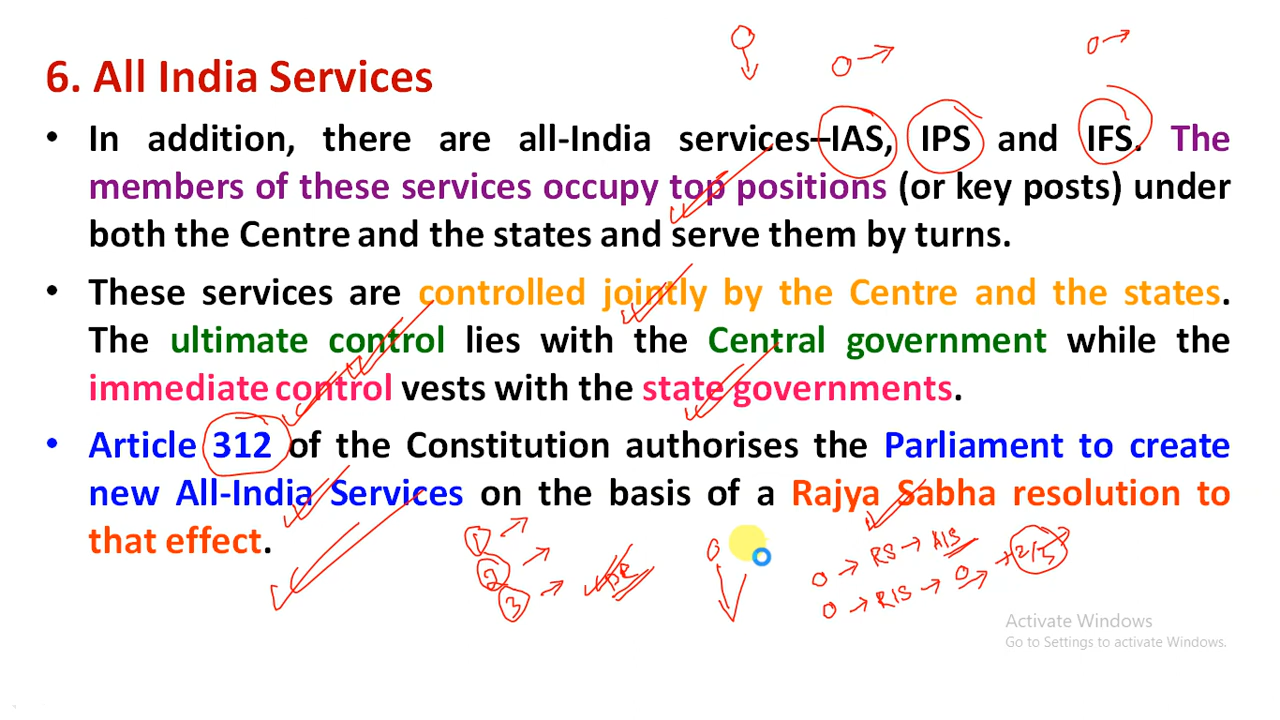 6. All India Services
• In addition, there are all-India services–IAS, IPS and IFS. The
members of these services occupy top positions (or key posts) under
both the Centre and the states and serve them by turns.
• These services are controlled jointly by the Centre and the states.
The ultimate control lies with the Central government while the
immediate control vests with the state governments.
• Article 312 of the Constitution authorises the Parliament to create
new All-India Services on the basis of a Rajya Sabha resolution to
that effect.
1 →
2 →
3 →
0 → RS → AIS
0 → RIS → 0 →
Activate Windows
Go to Settings to activate Windows.